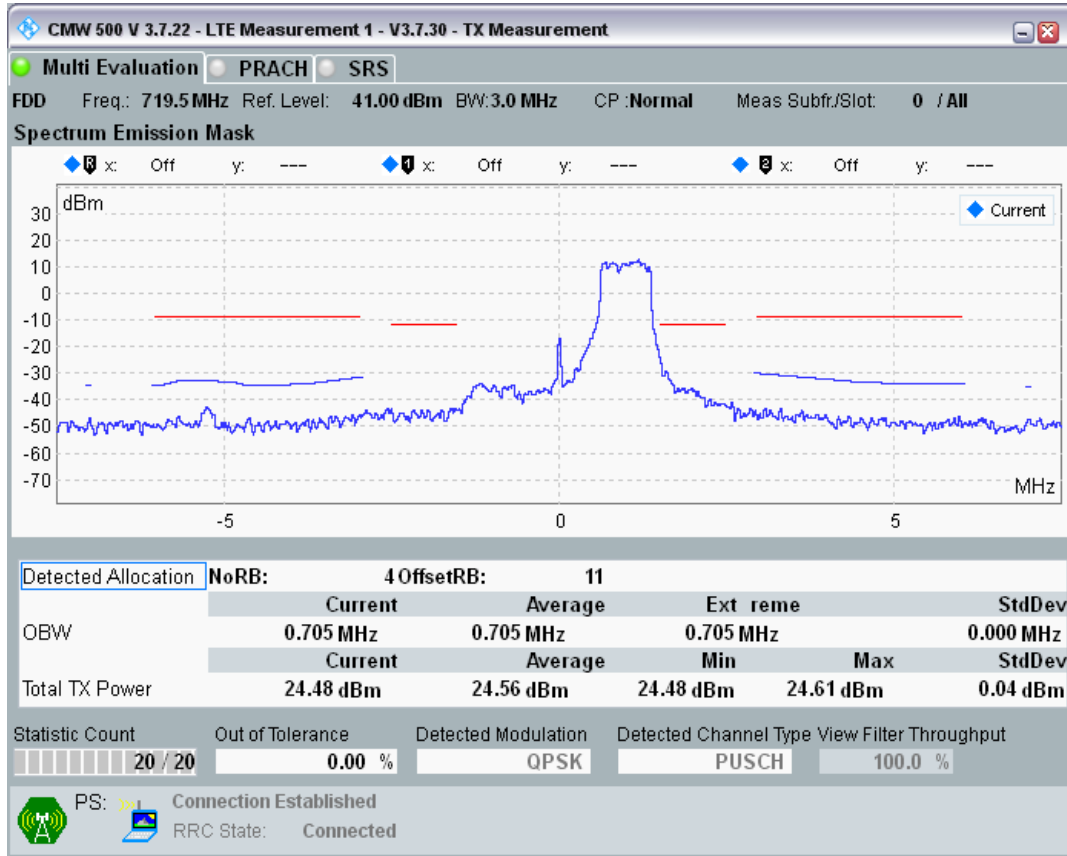 CMW 500 V 3.7.22 - LTE Measurement 1 - V3.7.30 - TX Measurement
Multi Evaluation PRACH SRS
FDD Freq.: 719.5 MHz Ref. Level: 41.00 dBm BW: 3.0 MHz CP :Normal Meas Subfr./Slot: 0 / All
Spectrum Emission Mask
R x: Off y: --- 1 x: Off y: --- 2 x: Off y: ---
dBm
Current
30
20
10
0
-10
-20
-30
-40
-50
-60
-70
MHz
-5 0 5
Detected Allocation NoRB: 4 OffsetRB: 11
Current Average Ext reme StdDev
OBW 0.705 MHz 0.705 MHz 0.705 MHz 0.000 MHz
Current Average Min Max StdDev
Total TX Power 24.48 dBm 24.56 dBm 24.48 dBm 24.61 dBm 0.04 dBm
Statistic Count Out of Tolerance Detected Modulation Detected Channel Type View Filter Throughput
20 / 20 0.00 % QPSK PUSCH 100.0 %
PS: Connection Established
RRC State: Connected